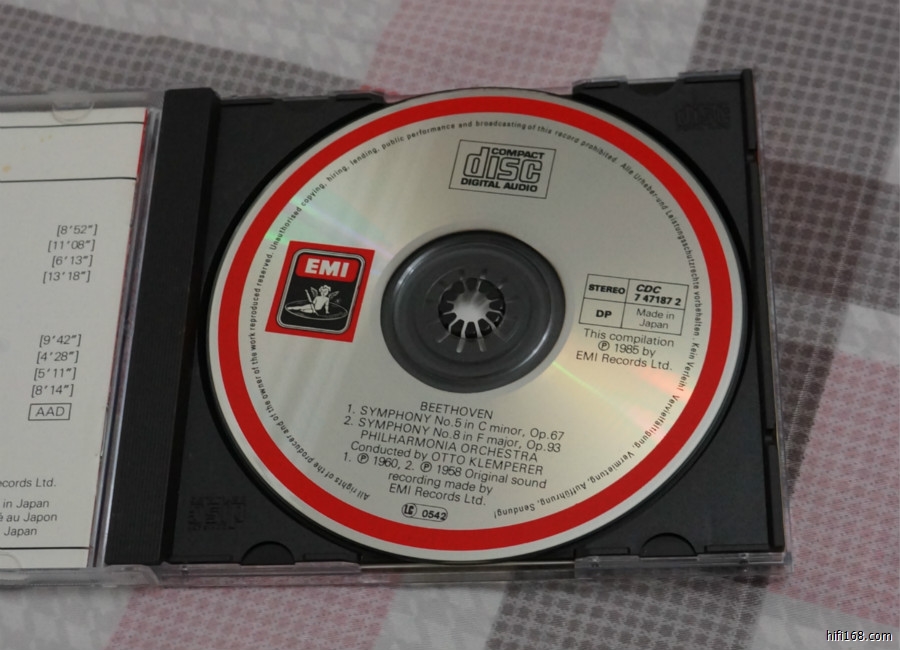 [8'52"]
[11'08"]
[6'13"]
[13'18"]
[9'42"]
[4'28"]
[5'11"]
[8'14"]
AAD
ecords Ltd.
in Japan
é au Japon
Japan
All rights of the producer and of the owner of the work reproduced reserved. Unauthorised copying, hiring, lending, public performance and broadcasting of this record prohibited. Alle Urheber-und Leistungsschutzrechte vorbehalten. Kein Verleih! Vervielfältigung, Vermietung, Aufführung, Sendung!
COMPACT
disc
DIGITAL AUDIO
EMI
STEREO
CDC
7 47187 2
DP
Made in
Japan
This compilation
℗ 1985 by
EMI Records Ltd.
BEETHOVEN
1. SYMPHONY No.5 in C minor, Op.67
2. SYMPHONY No.8 in F major, Op.93
PHILHARMONIA ORCHESTRA
Conducted by OTTO KLEMPERER
1. ℗ 1960, 2. ℗ 1958 Original sound
recording made by
EMI Records Ltd.
LC 0542
hifi168.com